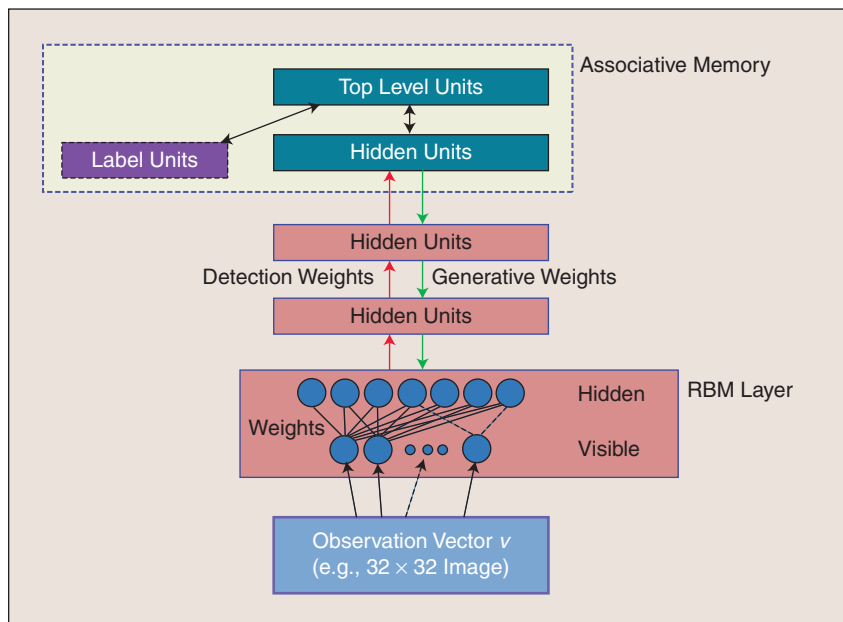 Associative Memory
Top Level Units
Hidden Units
Label Units
Hidden Units
Detection Weights
Generative Weights
Hidden Units
RBM Layer
Hidden
Weights
Visible
Observation Vector v
(e.g., 32 × 32 Image)